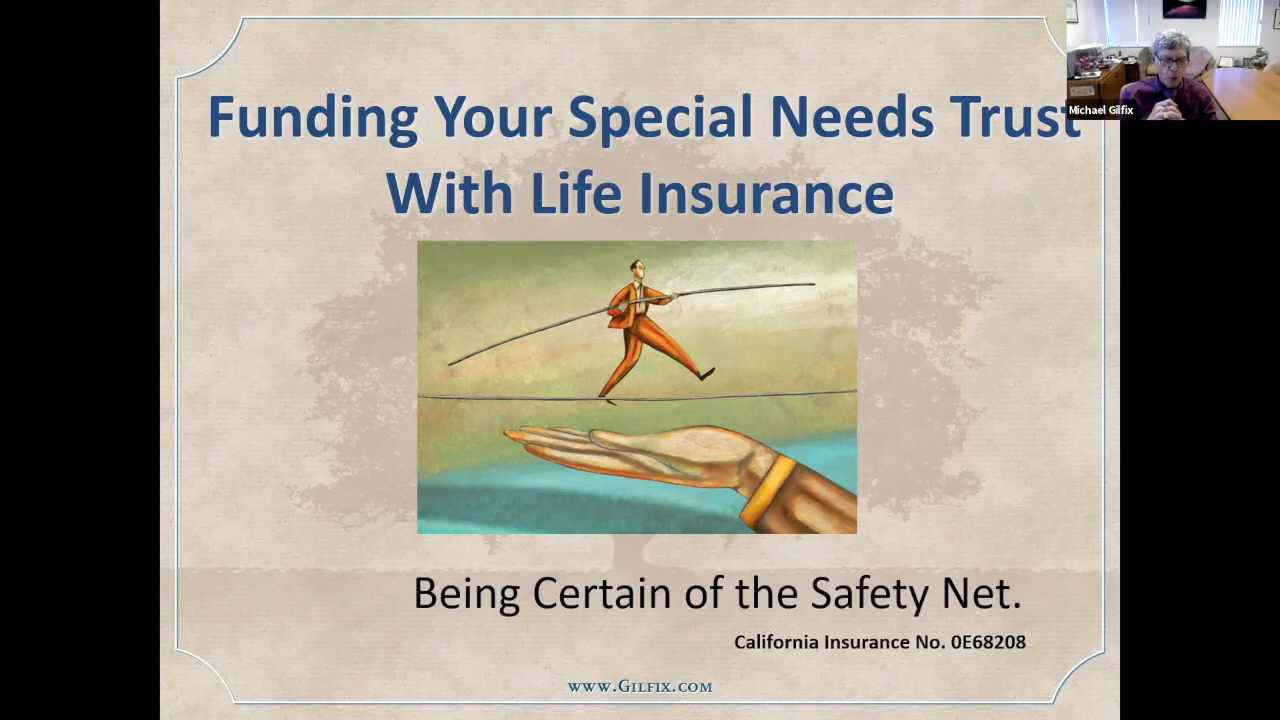 Funding Your Special Needs Trust
With Life Insurance
Michael Gilfix
Being Certain of the Safety Net.
California Insurance No. 0E68208
www.Gilfix.com